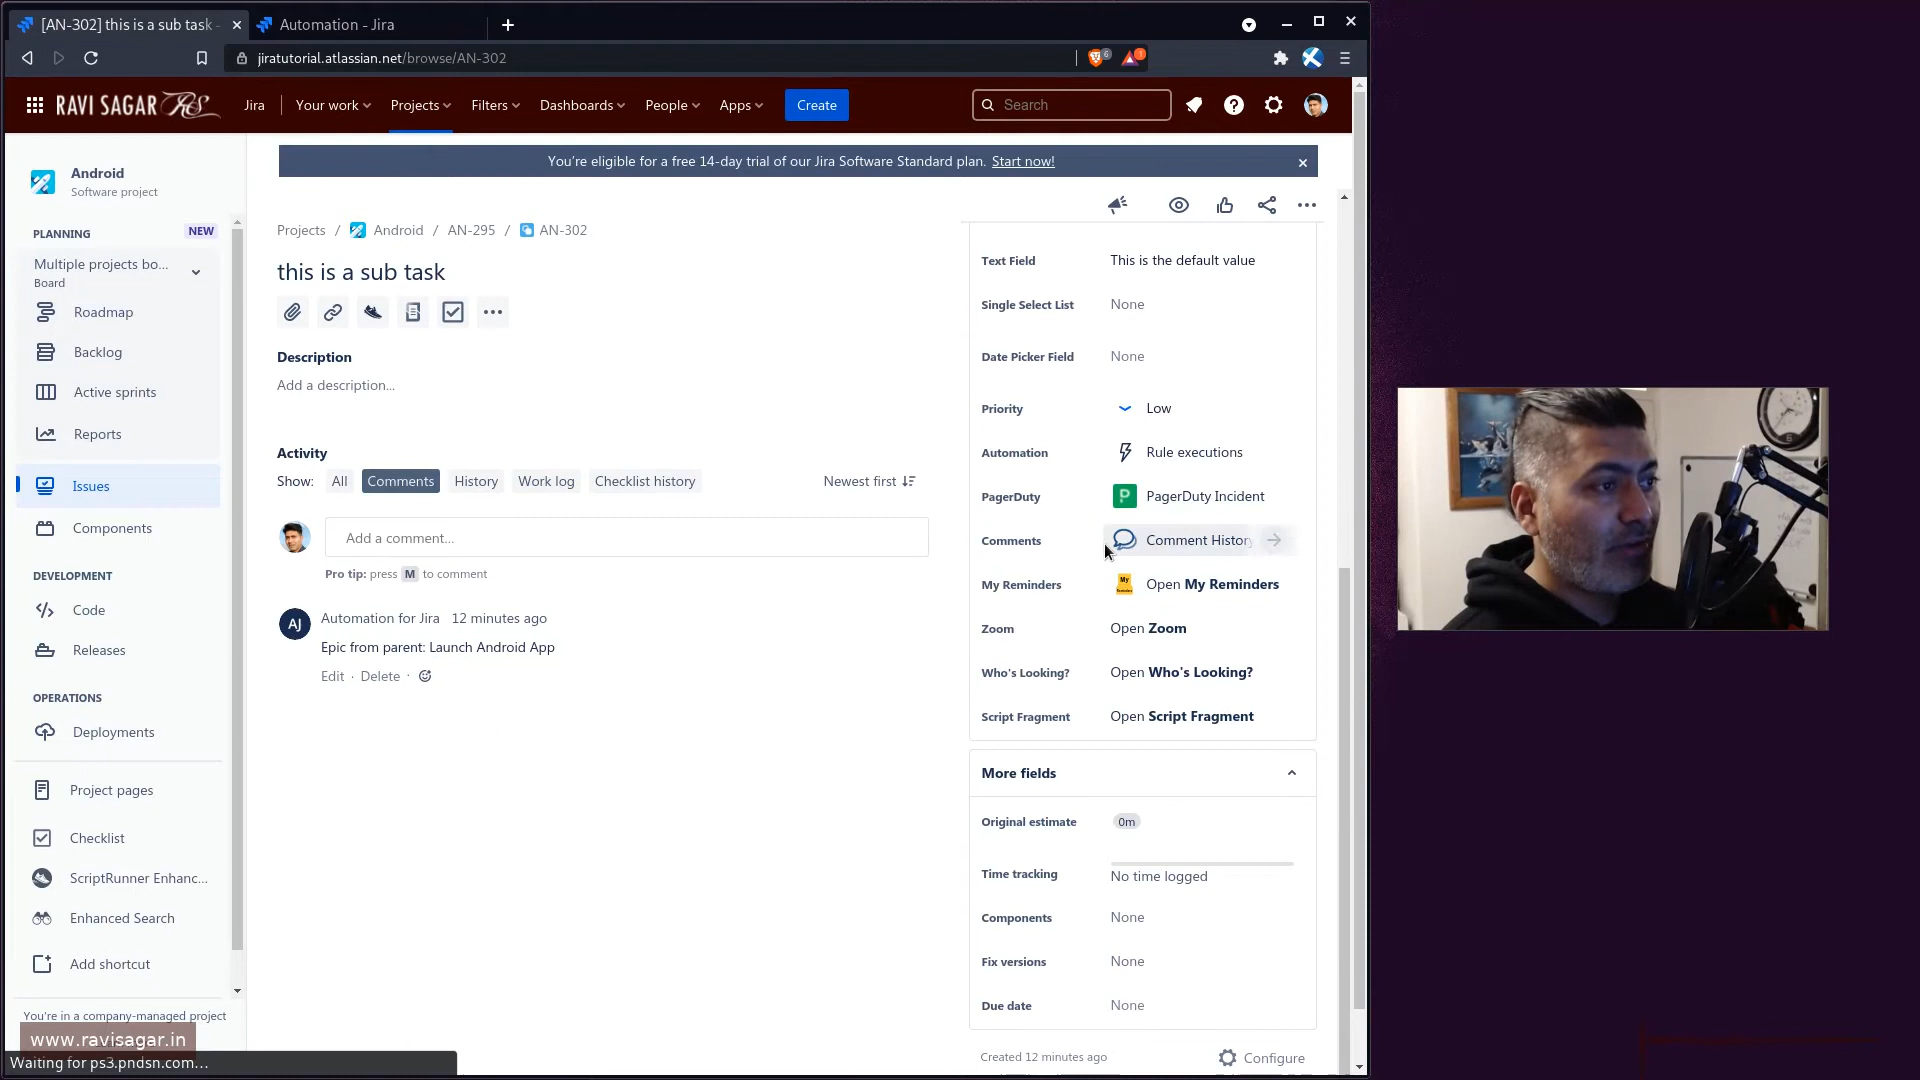 [AN-302] this is a sub task -
Automation - Jira
jiratutorial.atlassian.net/browse/AN-302
6
1
RAVI SAGAR RS
Jira
Your work
Projects
Filters
Dashboards
People
Apps
Create
Search
You're eligible for a free 14-day trial of our Jira Software Standard plan. Start now!
Android
Software project
PLANNING
NEW
Multiple projects bo...
Board
Roadmap
Backlog
Active sprints
Reports
Issues
Components
DEVELOPMENT
Code
Releases
OPERATIONS
Deployments
Project pages
Checklist
ScriptRunner Enhanc...
Enhanced Search
Add shortcut
You're in a company-managed project
www.ravisagar.in
Waiting for ps3.pndsn.com...
Projects / Android / AN-295 / AN-302
this is a sub task
Description
Add a description...
Activity
Show: All Comments History Work log Checklist history Newest first
Add a comment...
Pro tip: press M to comment
AJ
Automation for Jira 12 minutes ago
Epic from parent: Launch Android App
Edit · Delete ·
Text Field This is the default value
Single Select List None
Date Picker Field None
Priority Low
Automation Rule executions
PagerDuty P PagerDuty Incident
Comments Comment History
My Reminders Open My Reminders
Zoom Open Zoom
Who's Looking? Open Who's Looking?
Script Fragment Open Script Fragment
More fields
Original estimate 0m
Time tracking No time logged
Components None
Fix versions None
Due date None
Created 12 minutes ago
Configure